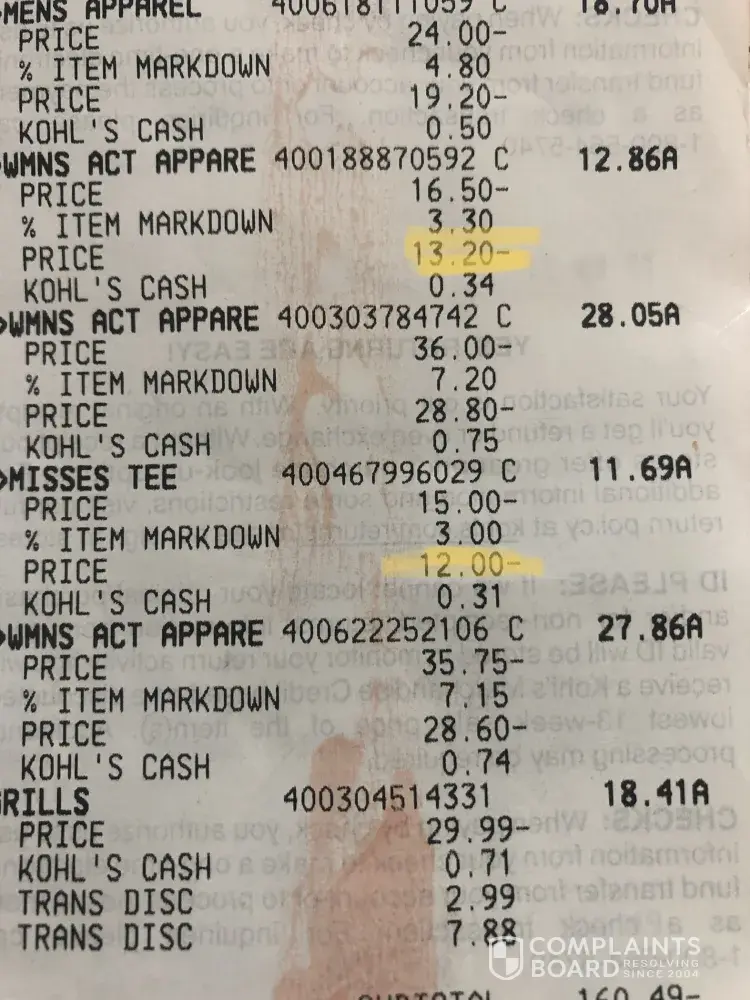 MENS APPAREL 400618111059 C 18.70A
PRICE 24.00-
% ITEM MARKDOWN 4.80
PRICE 19.20-
KOHL'S CASH 0.50
>WMNS ACT APPARE 400188870592 C 12.86A
PRICE 16.50-
% ITEM MARKDOWN 3.30
PRICE 13.20-
KOHL'S CASH 0.34
>WMNS ACT APPARE 400303784742 C 28.05A
PRICE 36.00-
% ITEM MARKDOWN 7.20
PRICE 28.80-
KOHL'S CASH 0.75
>MISSES TEE 400467996029 C 11.69A
PRICE 15.00-
% ITEM MARKDOWN 3.00
PRICE 12.00-
KOHL'S CASH 0.31
>WMNS ACT APPARE 400622252106 C 27.86A
PRICE 35.75-
% ITEM MARKDOWN 7.15
PRICE 28.60-
KOHL'S CASH 0.74
GRILLS 400304514331 18.41A
PRICE 29.99-
KOHL'S CASH 0.71
TRANS DISC 2.99
TRANS DISC 7.88
SUBTOTAL 160.49-
COMPLAINTS
BOARD RESOLVING
SINCE 2004